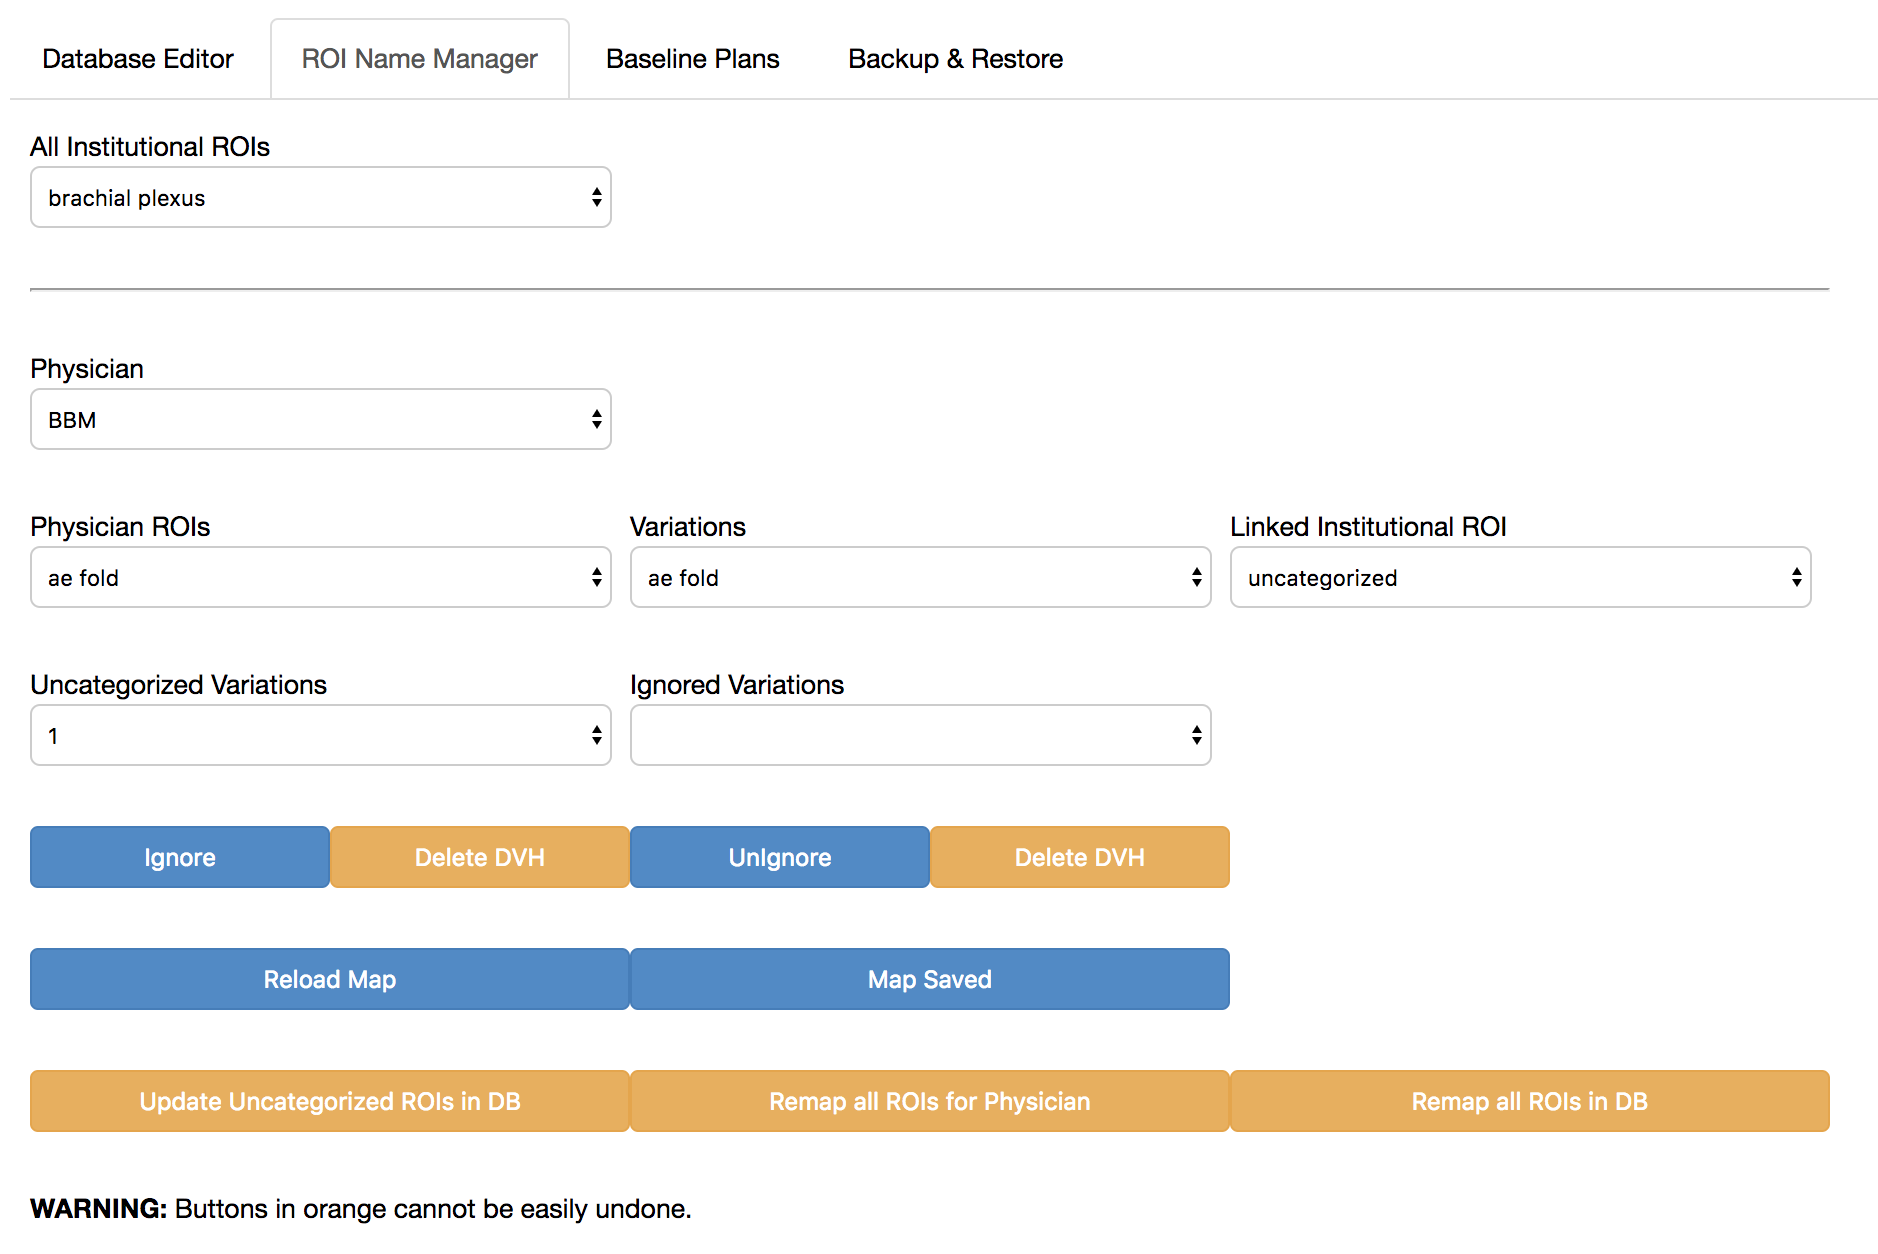 Database Editor ROI Name Manager Baseline Plans Backup & Restore
All Institutional ROIs
brachial plexus
Physician
BBM
Physician ROIs Variations Linked Institutional ROI
ae fold ae fold uncategorized
Uncategorized Variations Ignored Variations
1
Ignore Delete DVH UnIgnore Delete DVH
Reload Map Map Saved
Update Uncategorized ROIs in DB Remap all ROIs for Physician Remap all ROIs in DB
WARNING: Buttons in orange cannot be easily undone.